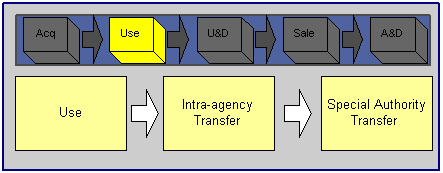 Acq
Use
U&D
Sale
A&D
Use
Intra-agency
Transfer
Special Authority
Transfer